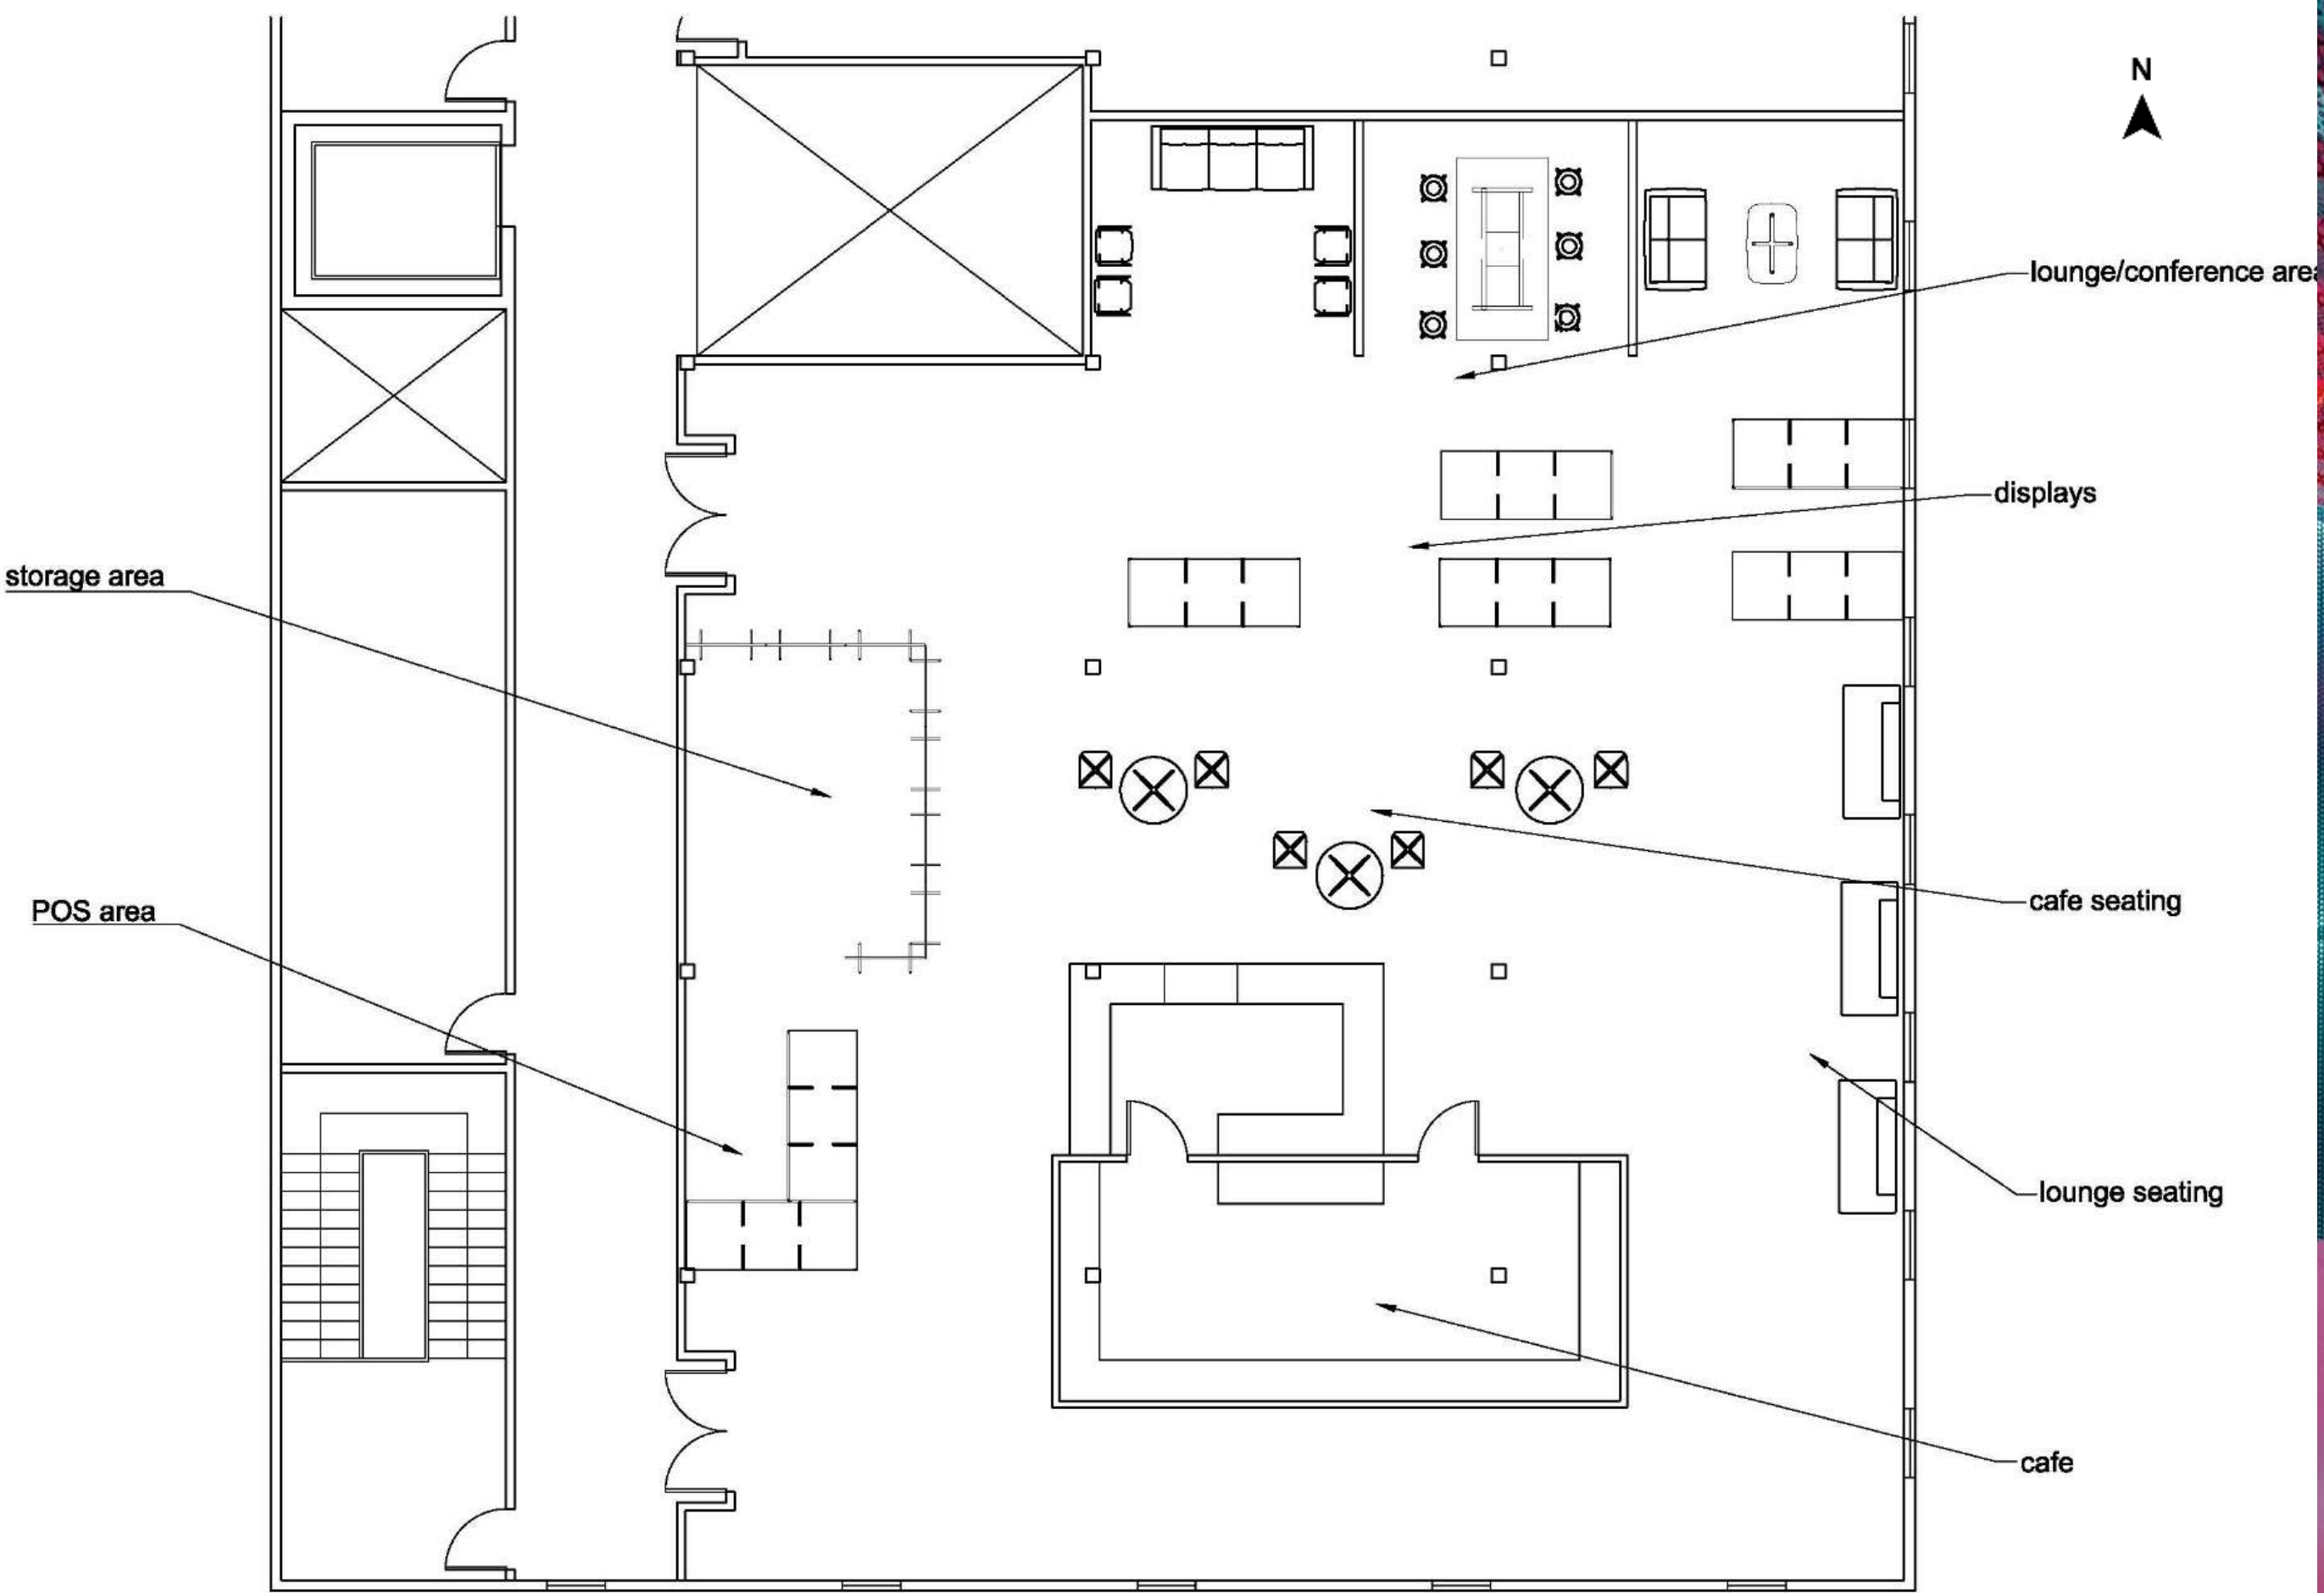 N
lounge/conference area
displays
storage area
cafe seating
POS area
lounge seating
cafe